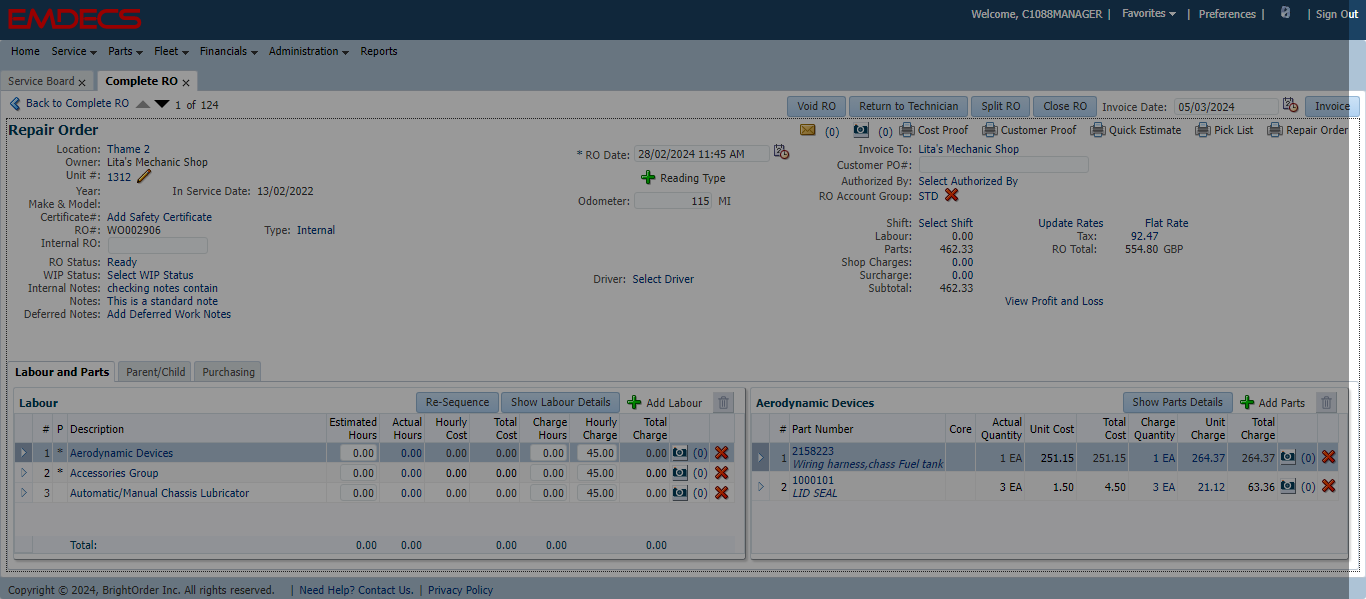 EMDECS
Welcome, C1088MANAGER | Favorites | Preferences | | Sign Out
Home Service Parts Fleet Financials Administration Reports
Service Board x Complete RO x
Back to Complete RO 1 of 124 Void RO Return to Technician Split RO Close RO Invoice Date: 05/03/2024 Invoice
Repair Order (0) (0) Cost Proof Customer Proof Quick Estimate Pick List Repair Order
Location: Thame 2
Owner: Lita's Mechanic Shop
Unit #: 1312
Year: In Service Date: 13/02/2022
Make & Model:
Certificate#: Add Safety Certificate
RO#: WO002906 Type: Internal
Internal RO:
RO Status: Ready
WIP Status: Select WIP Status
Internal Notes: checking notes contain
Notes: This is a standard note
Deferred Notes: Add Deferred Work Notes
* RO Date: 28/02/2024 11:45 AM
Reading Type
Odometer: 115 MI
Driver: Select Driver
Invoice To: Lita's Mechanic Shop
Customer PO#:
Authorized By: Select Authorized By
RO Account Group: STD
Shift: Select Shift Update Rates Flat Rate
Labour: 0.00 Tax: 92.47
Parts: 462.33 RO Total: 554.80 GBP
Shop Charges: 0.00
Surcharge: 0.00
Subtotal: 462.33
View Profit and Loss
Labour and Parts Parent/Child Purchasing
Labour Re-Sequence Show Labour Details Add Labour
# P Description Estimated Hours Actual Hours Hourly Cost Total Cost Charge Hours Hourly Charge Total Charge
1 * Aerodynamic Devices 0.00 0.00 0.00 0.00 0.00 45.00 0.00 (0)
2 * Accessories Group 0.00 0.00 0.00 0.00 0.00 45.00 0.00 (0)
3 Automatic/Manual Chassis Lubricator 0.00 0.00 0.00 0.00 0.00 45.00 0.00 (0)
Total: 0.00 0.00 0.00 0.00 0.00
Aerodynamic Devices Show Parts Details Add Parts
# Part Number Core Actual Quantity Unit Cost Total Cost Charge Quantity Unit Charge Total Charge
1 2158223 1 EA 251.15 251.15 1 EA 264.37 264.37 (0)
Wiring harness,chass Fuel tank
2 1000101 3 EA 1.50 4.50 3 EA 21.12 63.36 (0)
LID SEAL
Copyright © 2024, BrightOrder Inc. All rights reserved. | Need Help? Contact Us. | Privacy Policy